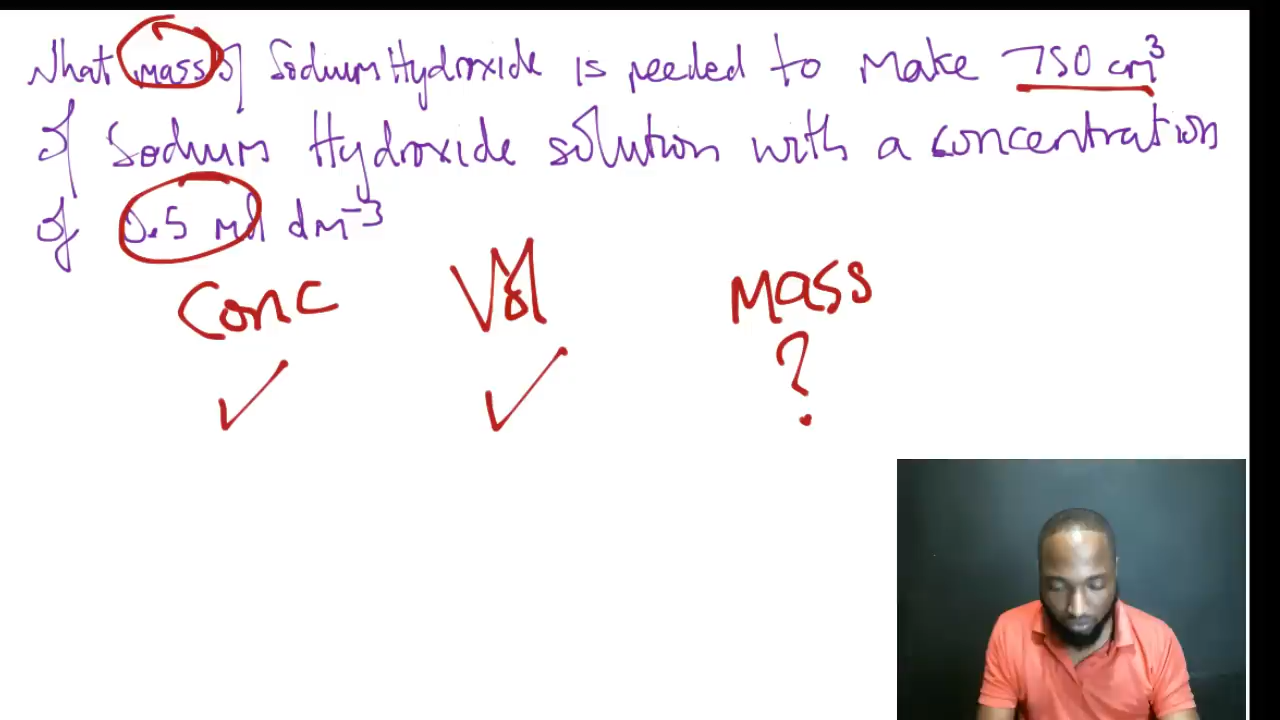 What mass of Sodium Hydroxide is needed to make 750 cm³
of Sodium Hydroxide solution with a concentration
of 0.5 mol dm⁻³
Conc Vol Mass
✓ ✓ ?